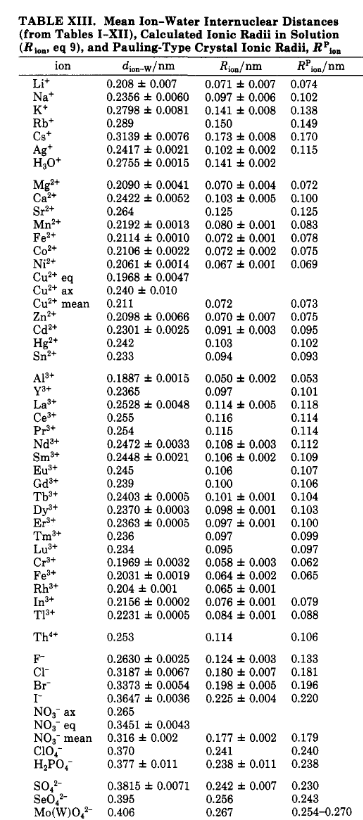 TABLE XIII. Mean Ion-Water Internuclear Distances
(from Tables I-XII), Calculated Ionic Radii in Solution
(R_ion, eq 9), and Pauling-Type Crystal Ionic Radii, R^P_ion
ion d_ion-W/nm R_ion/nm R^P_ion/nm
Li⁺ 0.208 ± 0.007 0.071 ± 0.007 0.074
Na⁺ 0.2356 ± 0.0060 0.097 ± 0.006 0.102
K⁺ 0.2798 ± 0.0081 0.141 ± 0.008 0.138
Rb⁺ 0.289 0.150 0.149
Cs⁺ 0.3139 ± 0.0076 0.173 ± 0.008 0.170
Ag⁺ 0.2417 ± 0.0021 0.102 ± 0.002 0.115
H₃O⁺ 0.2755 ± 0.0015 0.141 ± 0.002
Mg²⁺ 0.2090 ± 0.0041 0.070 ± 0.004 0.072
Ca²⁺ 0.2422 ± 0.0052 0.103 ± 0.005 0.100
Sr²⁺ 0.264 0.125 0.125
Mn²⁺ 0.2192 ± 0.0013 0.080 ± 0.001 0.083
Fe²⁺ 0.2114 ± 0.0010 0.072 ± 0.001 0.078
Co²⁺ 0.2106 ± 0.0022 0.072 ± 0.002 0.075
Ni²⁺ 0.2061 ± 0.0014 0.067 ± 0.001 0.069
Cu²⁺ eq 0.1968 ± 0.0047
Cu²⁺ ax 0.240 ± 0.010
Cu²⁺ mean 0.211 0.072 0.073
Zn²⁺ 0.2098 ± 0.0066 0.070 ± 0.007 0.075
Cd²⁺ 0.2301 ± 0.0025 0.091 ± 0.003 0.095
Hg²⁺ 0.242 0.103 0.102
Sn²⁺ 0.233 0.094 0.093
Al³⁺ 0.1887 ± 0.0015 0.050 ± 0.002 0.053
Y³⁺ 0.2365 0.097 0.101
La³⁺ 0.2528 ± 0.0048 0.114 ± 0.005 0.118
Ce³⁺ 0.255 0.116 0.114
Pr³⁺ 0.254 0.115 0.114
Nd³⁺ 0.2472 ± 0.0033 0.108 ± 0.003 0.112
Sm³⁺ 0.2448 ± 0.0021 0.106 ± 0.002 0.109
Eu³⁺ 0.245 0.106 0.107
Gd³⁺ 0.239 0.100 0.106
Tb³⁺ 0.2403 ± 0.0005 0.101 ± 0.001 0.104
Dy³⁺ 0.2370 ± 0.0003 0.098 ± 0.001 0.103
Er³⁺ 0.2363 ± 0.0005 0.097 ± 0.001 0.100
Tm³⁺ 0.236 0.097 0.099
Lu³⁺ 0.234 0.095 0.097
Cr³⁺ 0.1969 ± 0.0032 0.058 ± 0.003 0.062
Fe³⁺ 0.2031 ± 0.0019 0.064 ± 0.002 0.065
Rh³⁺ 0.204 ± 0.001 0.065 ± 0.001
In³⁺ 0.2156 ± 0.0002 0.076 ± 0.001 0.079
Tl³⁺ 0.2231 ± 0.0005 0.084 ± 0.001 0.088
Th⁴⁺ 0.253 0.114 0.106
F⁻ 0.2630 ± 0.0025 0.124 ± 0.003 0.133
Cl⁻ 0.3187 ± 0.0067 0.180 ± 0.007 0.181
Br⁻ 0.3373 ± 0.0054 0.198 ± 0.005 0.196
I⁻ 0.3647 ± 0.0036 0.225 ± 0.004 0.220
NO₃⁻ ax 0.265
NO₃⁻ eq 0.3451 ± 0.0043
NO₃⁻ mean 0.316 ± 0.002 0.177 ± 0.002 0.179
ClO₄⁻ 0.370 0.241 0.240
H₂PO₄⁻ 0.377 ± 0.011 0.238 ± 0.011 0.238
SO₄²⁻ 0.3815 ± 0.0071 0.242 ± 0.007 0.230
SeO₄²⁻ 0.395 0.256 0.243
Mo(W)O₄²⁻ 0.406 0.267 0.254-0.270